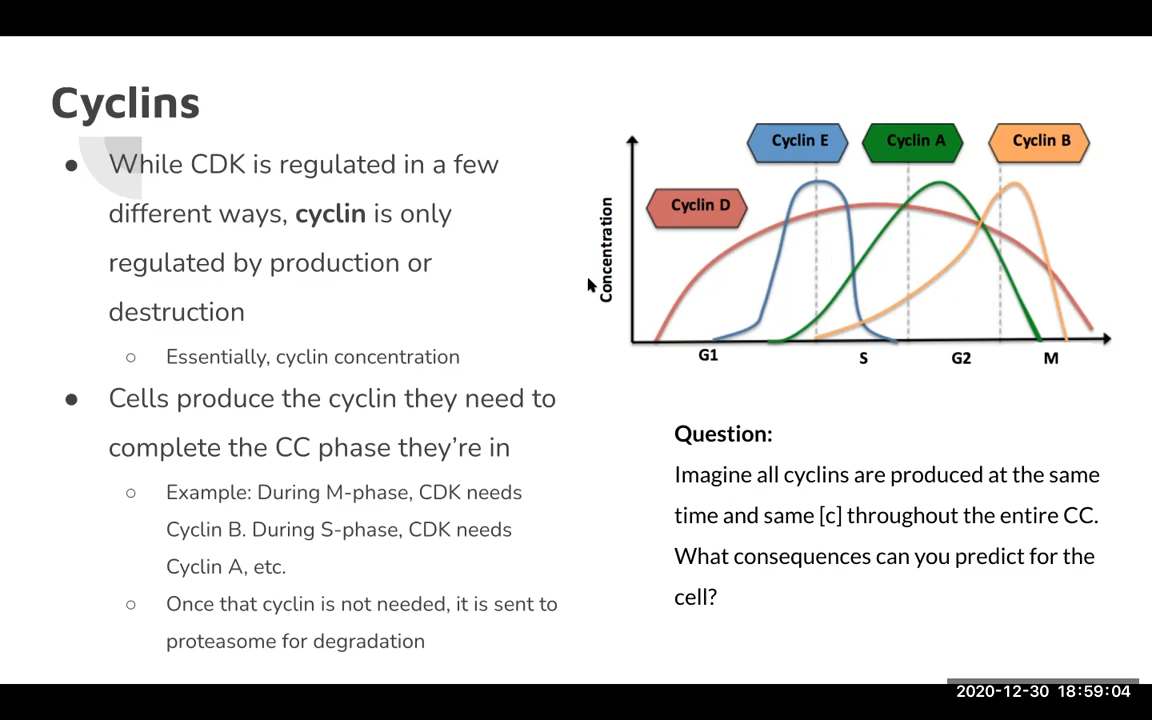 Cyclins
● While CDK is regulated in a few
different ways, cyclin is only
regulated by production or
destruction
○ Essentially, cyclin concentration
● Cells produce the cyclin they need to
complete the CC phase they’re in
○ Example: During M-phase, CDK needs
Cyclin B. During S-phase, CDK needs
Cyclin A, etc.
○ Once that cyclin is not needed, it is sent to
proteasome for degradation
Cyclin E
Cyclin A
Cyclin B
Cyclin D
Concentration
G1
S
G2
M
Question:
Imagine all cyclins are produced at the same
time and same [c] throughout the entire CC.
What consequences can you predict for the
cell?
2020-12-30 18:59:04